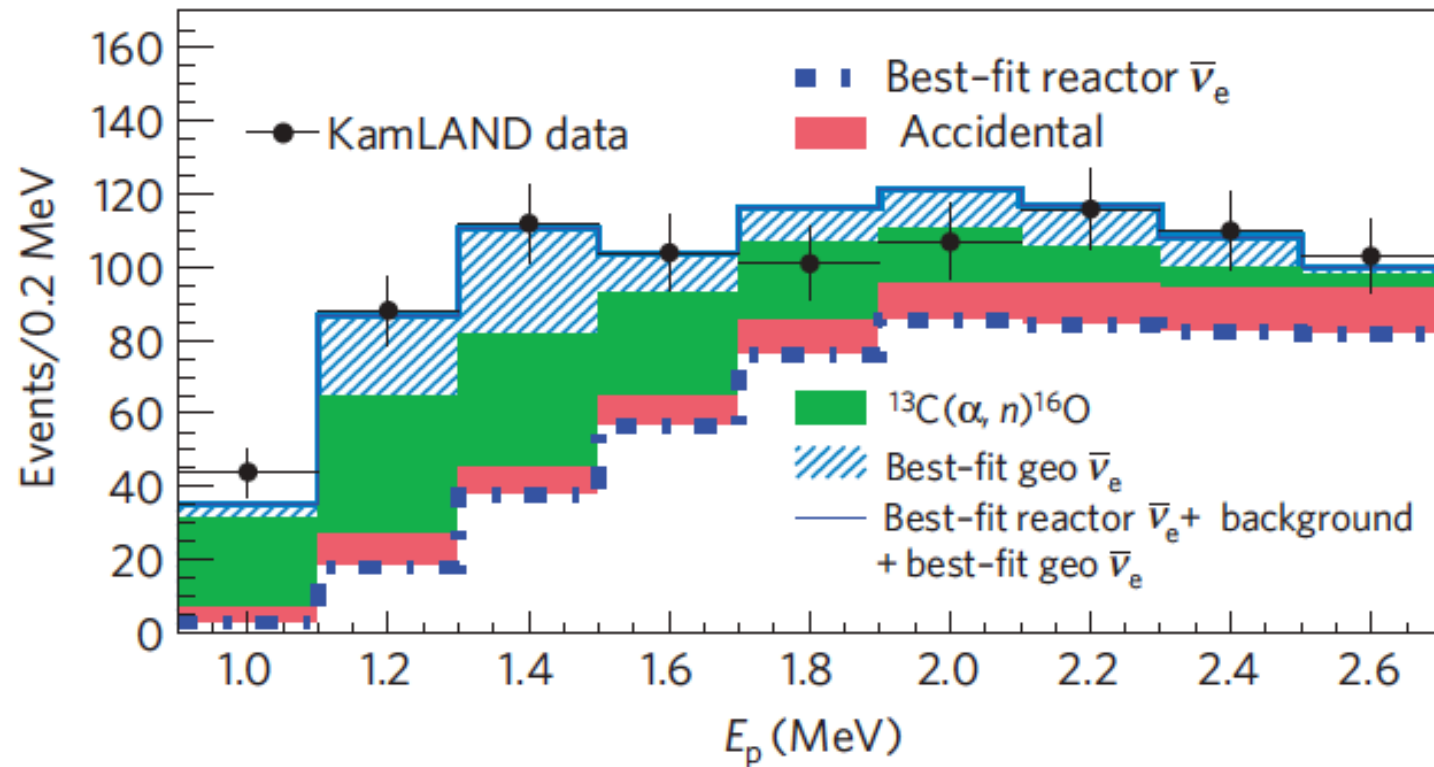 160
140
120
100
80
60
40
20
0
Events/0.2 MeV
KamLAND data
Best-fit reactor ν̅e
Accidental
¹³C(α, n)¹⁶O
Best-fit geo ν̅e
Best-fit reactor ν̅e+ background
+ best-fit geo ν̅e
1.0 1.2 1.4 1.6 1.8 2.0 2.2 2.4 2.6
Ep (MeV)